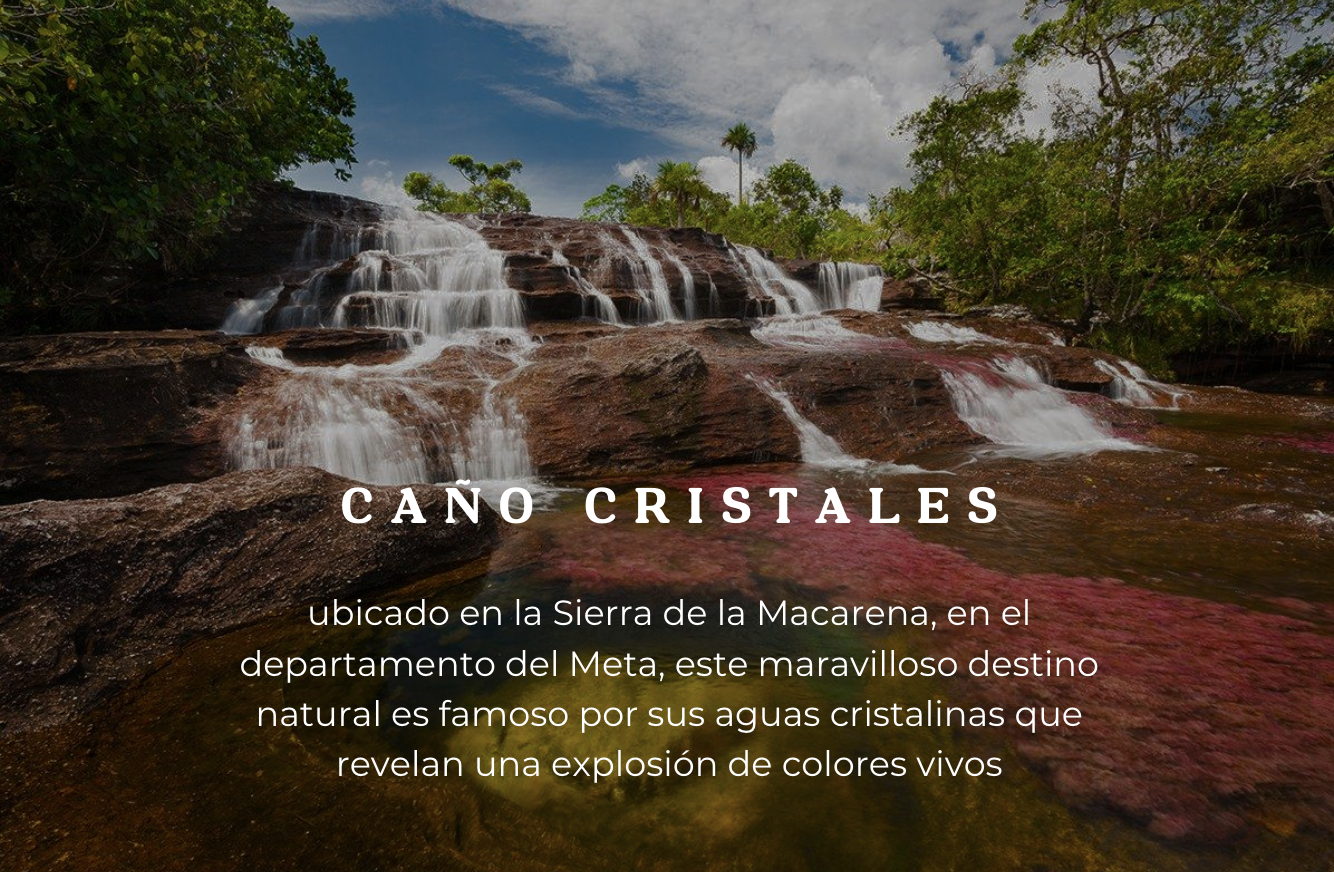 CAÑO CRISTALES
ubicado en la Sierra de la Macarena, en el
departamento del Meta, este maravilloso destino
natural es famoso por sus aguas cristalinas que
revelan una explosión de colores vivos